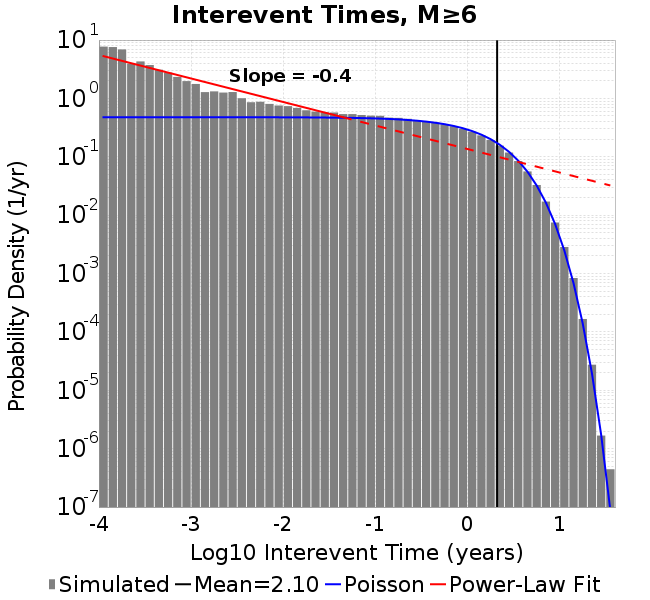 Interevent Times, M≥6
Slope = -0.4
Probability Density (1/yr)
10^1
10^0
10^-1
10^-2
10^-3
10^-4
10^-5
10^-6
10^-7
-4 -3 -2 -1 0 1
Log10 Interevent Time (years)
Simulated Mean=2.10 Poisson Power-Law Fit